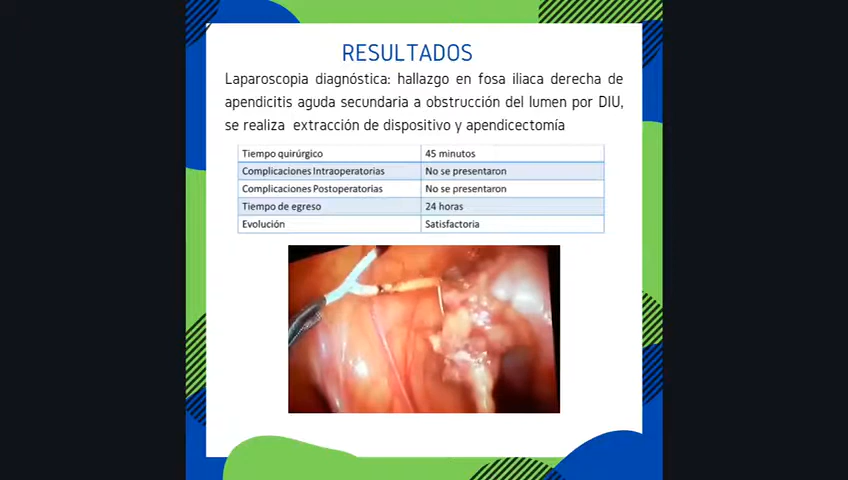 RESULTADOS
Laparoscopia diagnóstica: hallazgo en fosa iliaca derecha de
apendicitis aguda secundaria a obstrucción del lumen por DIU,
se realiza extracción de dispositivo y apendicectomía
Tiempo quirúrgico 45 minutos
Complicaciones Intraoperatorias No se presentaron
Complicaciones Postoperatorias No se presentaron
Tiempo de egreso 24 horas
Evolución Satisfactoria